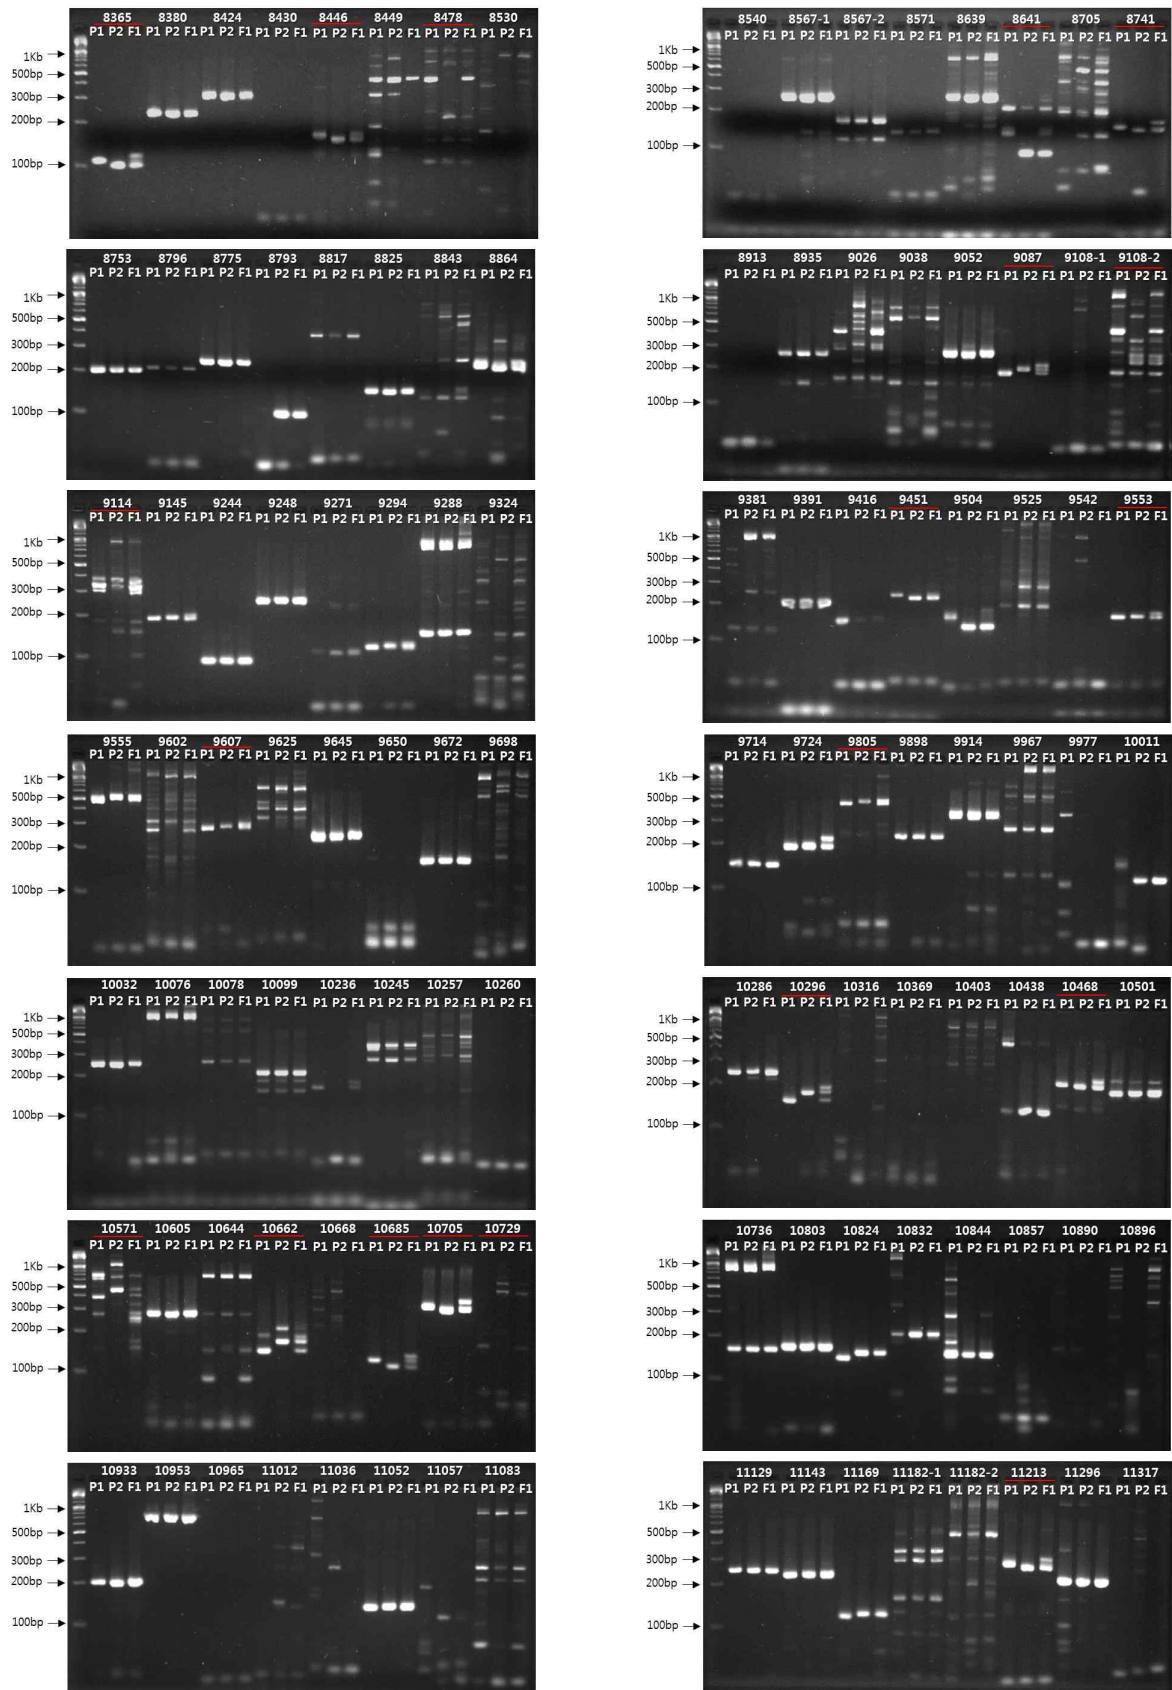 8365 8380 8424 8430 8446 8449 8478 8530
P1 P2 F1 P1 P2 F1 P1 P2 F1 P1 P2 F1 P1 P2 F1 P1 P2 F1 P1 P2 F1 P1 P2 F1
1Kb
500bp
300bp
200bp
100bp
8540 8567-1 8567-2 8571 8639 8641 8705 8741
P1 P2 F1 P1 P2 F1 P1 P2 F1 P1 P2 F1 P1 P2 F1 P1 P2 F1 P1 P2 F1 P1 P2 F1
1Kb
500bp
300bp
200bp
100bp
8753 8796 8775 8793 8817 8825 8843 8864
P1 P2 F1 P1 P2 F1 P1 P2 F1 P1 P2 F1 P1 P2 F1 P1 P2 F1 P1 P2 F1 P1 P2 F1
1Kb
500bp
300bp
200bp
100bp
8913 8935 9026 9038 9052 9087 9108-1 9108-2
P1 P2 F1 P1 P2 F1 P1 P2 F1 P1 P2 F1 P1 P2 F1 P1 P2 F1 P1 P2 F1 P1 P2 F1
1Kb
500bp
300bp
200bp
100bp
9114 9145 9244 9248 9271 9294 9288 9324
P1 P2 F1 P1 P2 F1 P1 P2 F1 P1 P2 F1 P1 P2 F1 P1 P2 F1 P1 P2 F1 P1 P2 F1
1Kb
500bp
300bp
200bp
100bp
9381 9391 9416 9451 9504 9525 9542 9553
P1 P2 F1 P1 P2 F1 P1 P2 F1 P1 P2 F1 P1 P2 F1 P1 P2 F1 P1 P2 F1 P1 P2 F1
1Kb
500bp
300bp
200bp
100bp
9555 9602 9607 9625 9645 9650 9672 9698
P1 P2 F1 P1 P2 F1 P1 P2 F1 P1 P2 F1 P1 P2 F1 P1 P2 F1 P1 P2 F1 P1 P2 F1
1Kb
500bp
300bp
200bp
100bp
9714 9724 9805 9898 9914 9967 9977 10011
P1 P2 F1 P1 P2 F1 P1 P2 F1 P1 P2 F1 P1 P2 F1 P1 P2 F1 P1 P2 F1 P1 P2 F1
1Kb
500bp
300bp
200bp
100bp
10032 10076 10078 10099 10236 10245 10257 10260
P1 P2 F1 P1 P2 F1 P1 P2 F1 P1 P2 F1 P1 P2 F1 P1 P2 F1 P1 P2 F1 P1 P2 F1
1Kb
500bp
300bp
200bp
100bp
10286 10296 10316 10369 10403 10438 10468 10501
P1 P2 F1 P1 P2 F1 P1 P2 F1 P1 P2 F1 P1 P2 F1 P1 P2 F1 P1 P2 F1 P1 P2 F1
1Kb
500bp
300bp
200bp
100bp
10571 10605 10644 10662 10668 10685 10705 10729
P1 P2 F1 P1 P2 F1 P1 P2 F1 P1 P2 F1 P1 P2 F1 P1 P2 F1 P1 P2 F1 P1 P2 F1
1Kb
500bp
300bp
200bp
100bp
10736 10803 10824 10832 10844 10857 10890 10896
P1 P2 F1 P1 P2 F1 P1 P2 F1 P1 P2 F1 P1 P2 F1 P1 P2 F1 P1 P2 F1 P1 P2 F1
1Kb
500bp
300bp
200bp
100bp
10933 10953 10965 11012 11036 11052 11057 11083
P1 P2 F1 P1 P2 F1 P1 P2 F1 P1 P2 F1 P1 P2 F1 P1 P2 F1 P1 P2 F1 P1 P2 F1
1Kb
500bp
300bp
200bp
100bp
11129 11143 11169 11182-1 11182-2 11213 11296 11317
P1 P2 F1 P1 P2 F1 P1 P2 F1 P1 P2 F1 P1 P2 F1 P1 P2 F1 P1 P2 F1 P1 P2 F1
1Kb
500bp
300bp
200bp
100bp